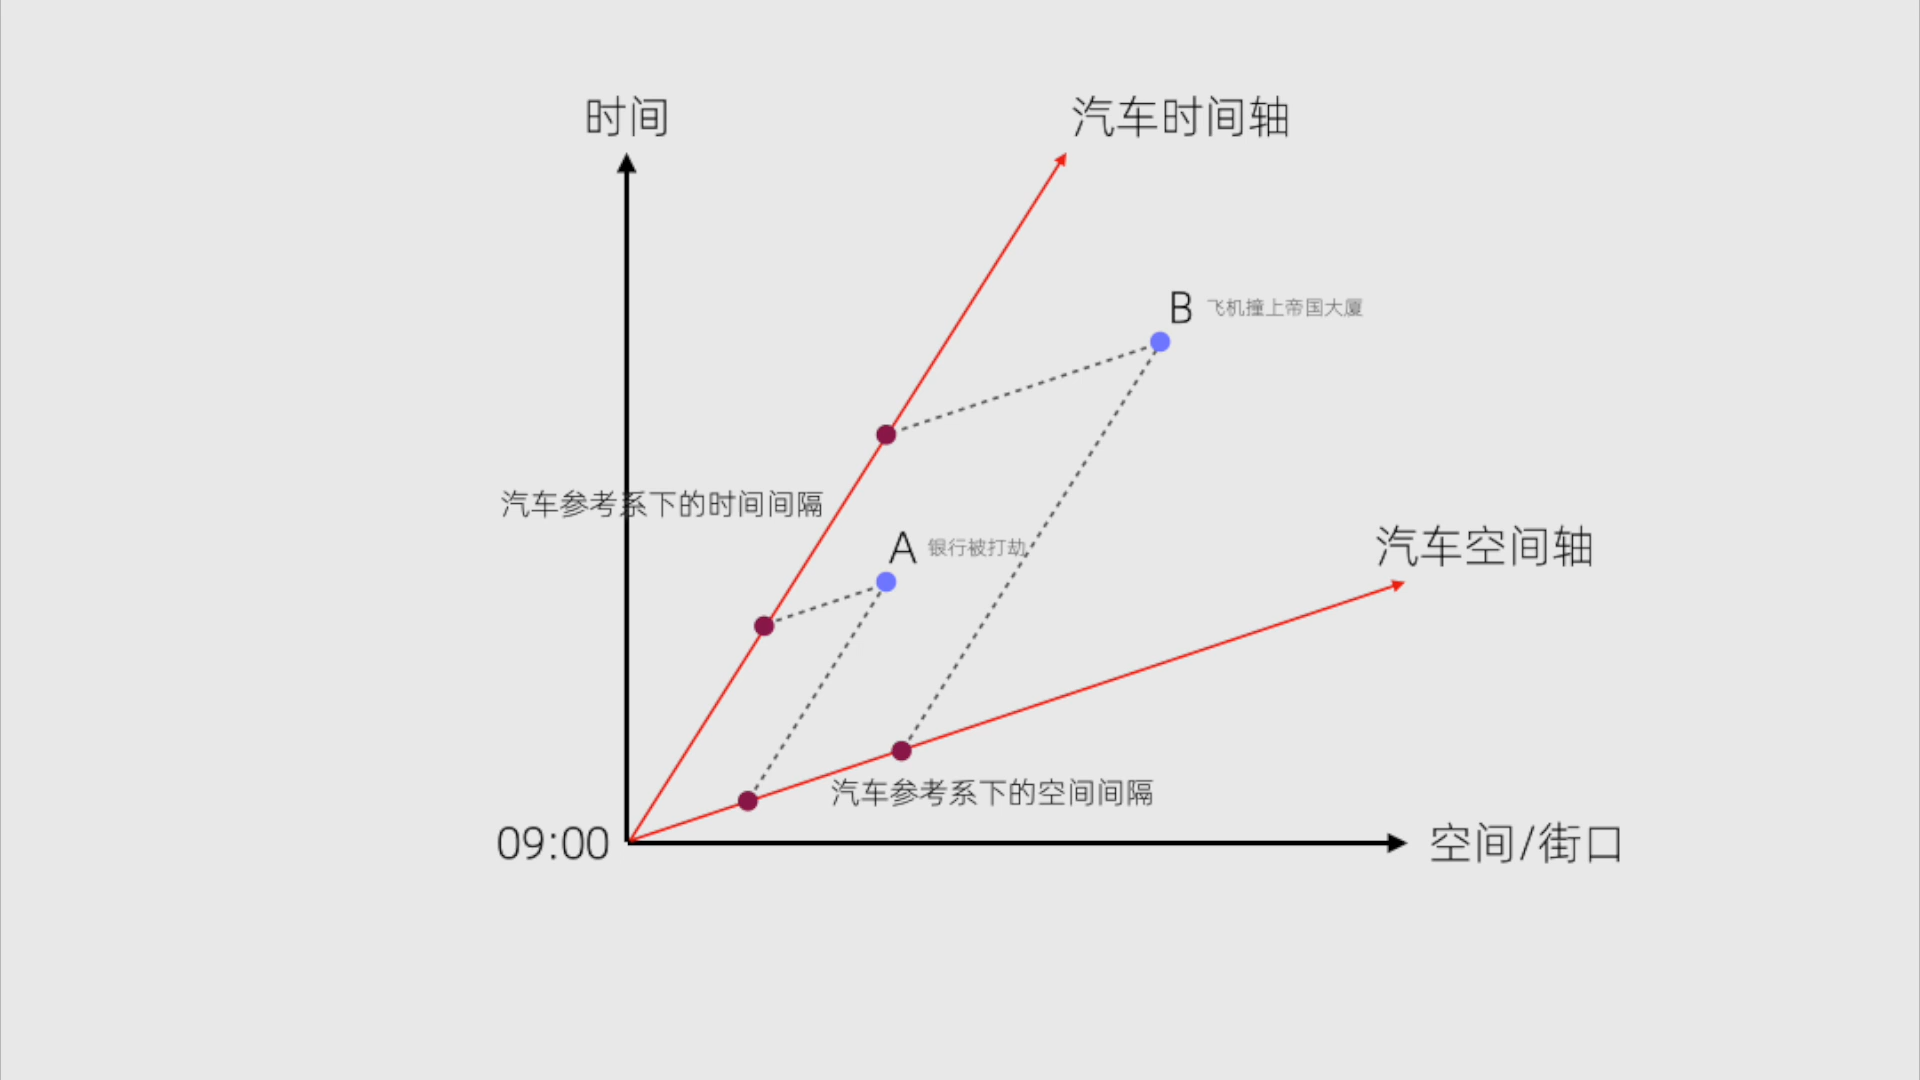 时间
汽车时间轴
B 飞机撞上帝国大厦
汽车参考系下的时间间隔
A 银行被打劫
汽车空间轴
汽车参考系下的空间间隔
09:00
空间/街口